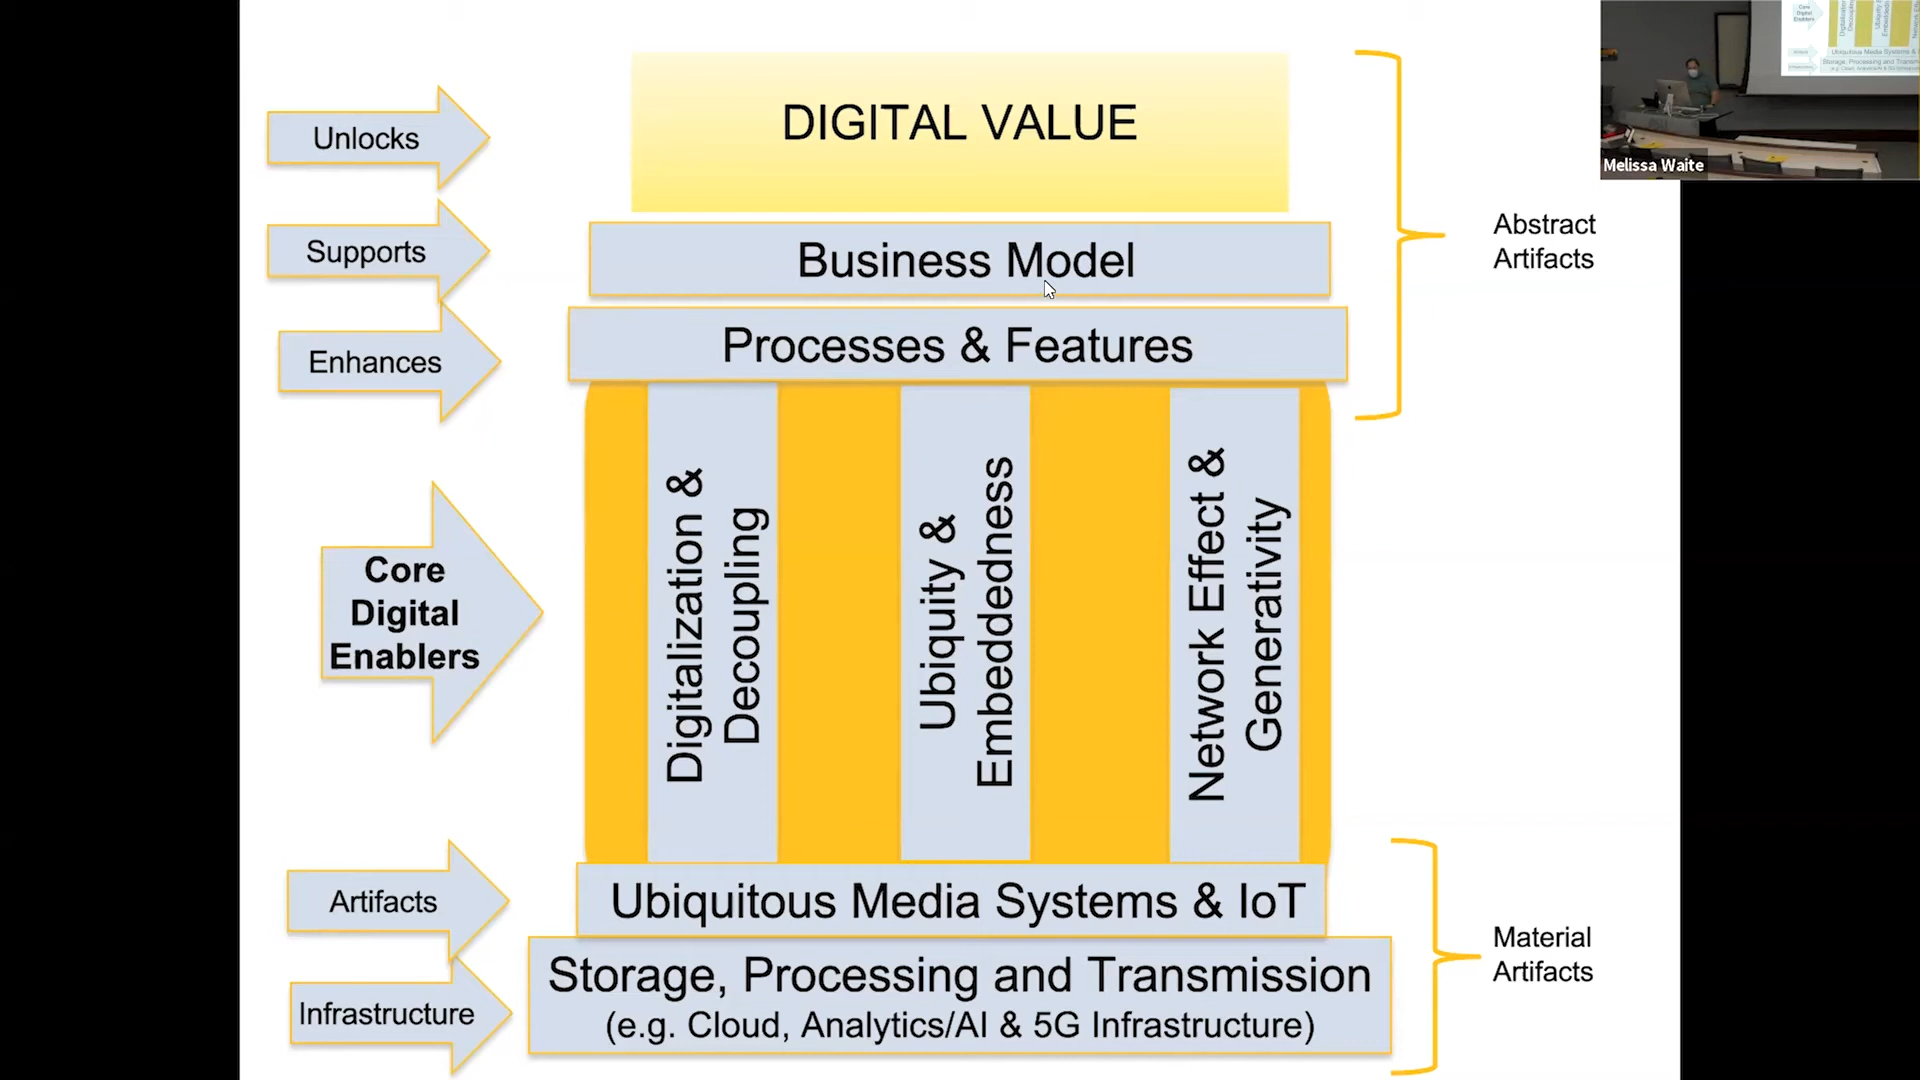 DIGITAL VALUE
Unlocks
Business Model
Supports
Processes & Features
Enhances
Abstract
Artifacts
Core
Digital
Enablers
Digitalization &
Decoupling
Ubiquity &
Embeddedness
Network Effect &
Generativity
Artifacts
Ubiquitous Media Systems & IoT
Infrastructure
Storage, Processing and Transmission
(e.g. Cloud, Analytics/AI & 5G Infrastructure)
Material
Artifacts
Melissa Waite